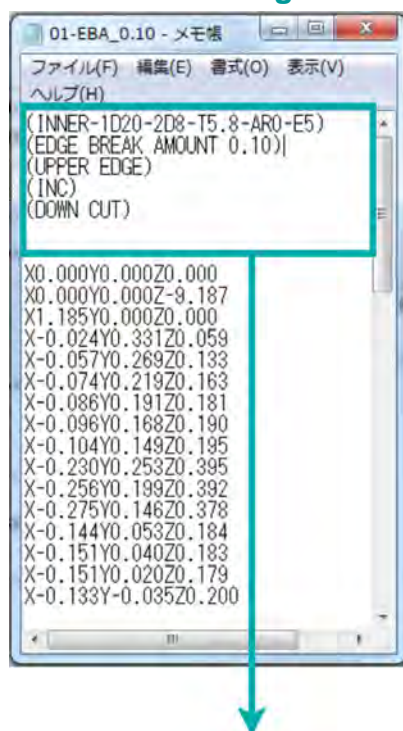 01-EBA_0.10 - メモ帳
ファイル(F) 編集(E) 書式(O) 表示(V)
ヘルプ(H)
(INNER-1D20-2D8-T5.8-AR0-E5)
(EDGE BREAK AMOUNT 0.10)
(UPPER EDGE)
(INC)
(DOWN CUT)
X0.000Y0.000Z0.000
X0.000Y0.000Z-9.187
X1.185Y0.000Z0.000
X-0.024Y0.331Z0.059
X-0.057Y0.269Z0.133
X-0.074Y0.219Z0.163
X-0.086Y0.191Z0.181
X-0.096Y0.168Z0.190
X-0.104Y0.149Z0.195
X-0.230Y0.253Z0.395
X-0.256Y0.199Z0.392
X-0.275Y0.146Z0.378
X-0.144Y0.053Z0.184
X-0.151Y0.040Z0.183
X-0.151Y0.020Z0.179
X-0.133Y-0.035Z0.200